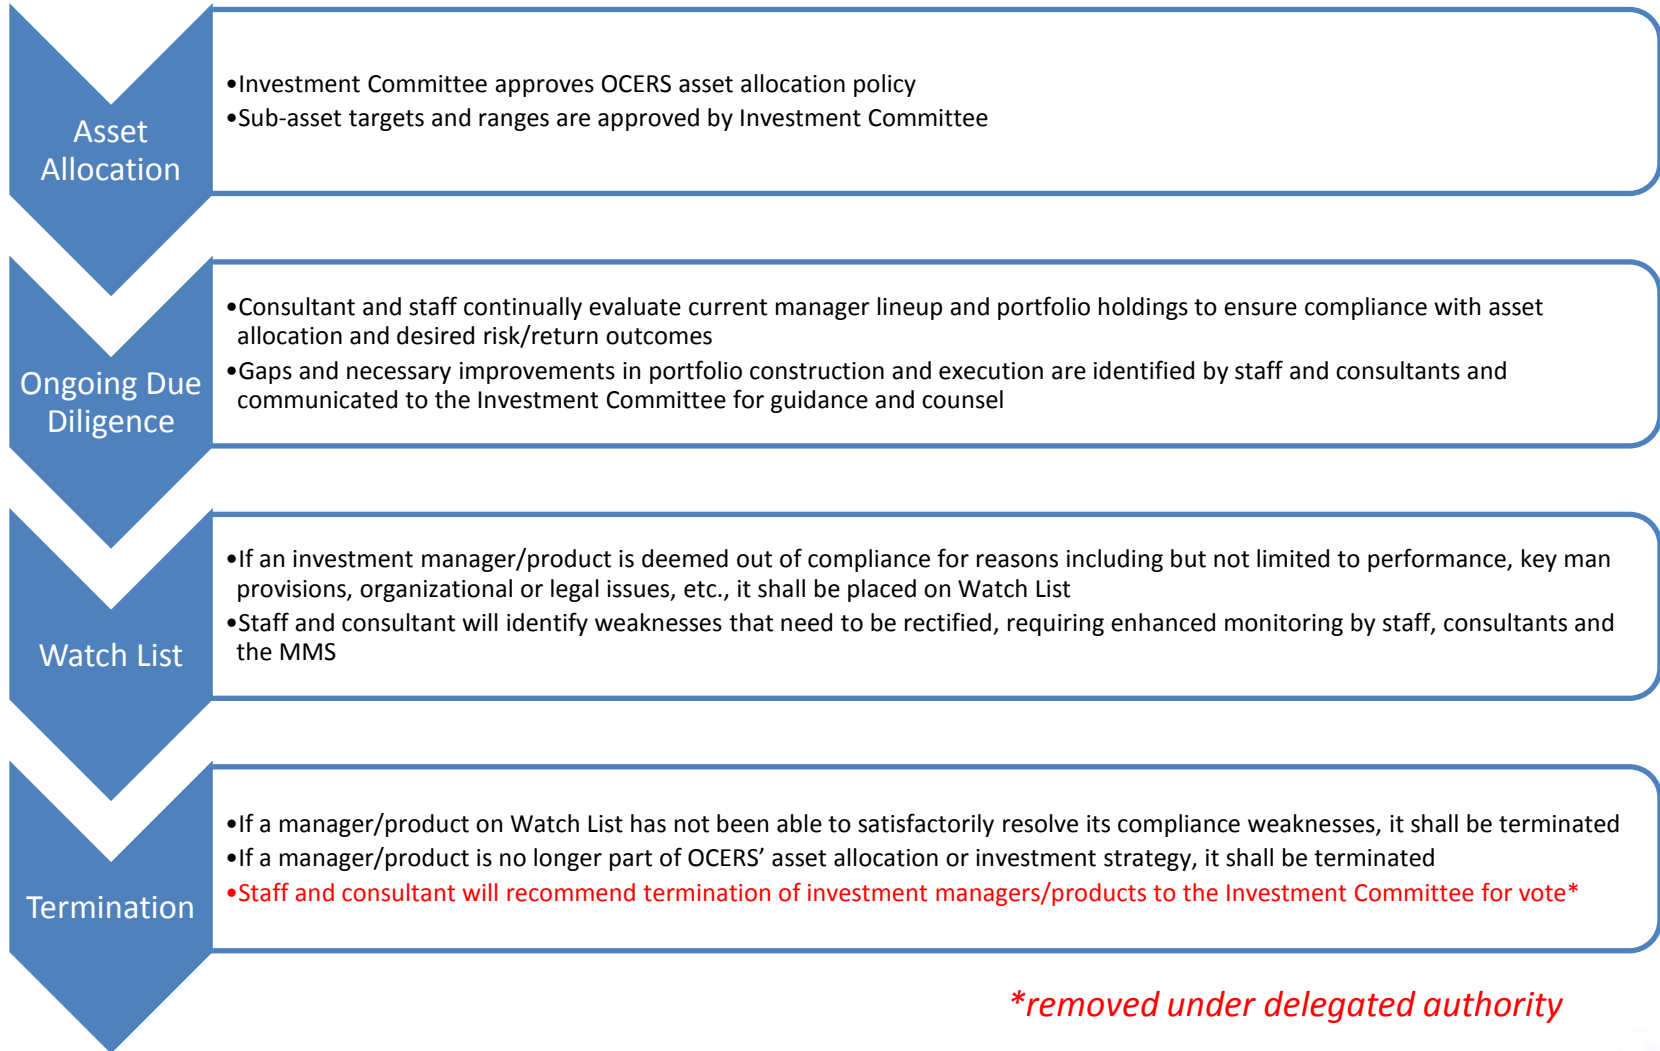 Asset
Allocation
•Investment Committee approves OCERS asset allocation policy
•Sub-asset targets and ranges are approved by Investment Committee
Ongoing Due
Diligence
•Consultant and staff continually evaluate current manager lineup and portfolio holdings to ensure compliance with asset
allocation and desired risk/return outcomes
•Gaps and necessary improvements in portfolio construction and execution are identified by staff and consultants and
communicated to the Investment Committee for guidance and counsel
Watch List
•If an investment manager/product is deemed out of compliance for reasons including but not limited to performance, key man
provisions, organizational or legal issues, etc., it shall be placed on Watch List
•Staff and consultant will identify weaknesses that need to be rectified, requiring enhanced monitoring by staff, consultants and
the MMS
Termination
•If a manager/product on Watch List has not been able to satisfactorily resolve its compliance weaknesses, it shall be terminated
•If a manager/product is no longer part of OCERS’ asset allocation or investment strategy, it shall be terminated
•Staff and consultant will recommend termination of investment managers/products to the Investment Committee for vote*
*removed under delegated authority